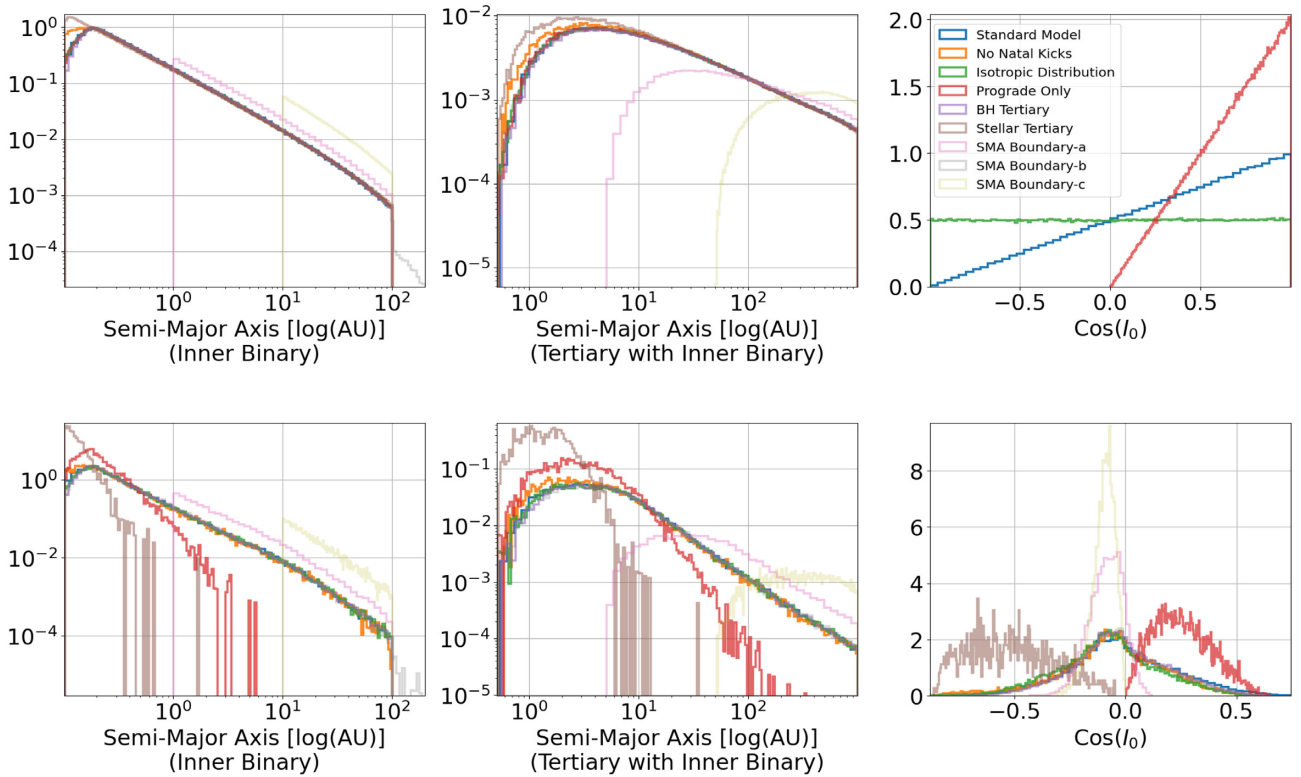 10^0
10^-1
10^-2
10^-3
10^-4
10^0
10^1
10^2
Semi-Major Axis [log(AU)]
(Inner Binary)
10^-2
10^-3
10^-4
10^-5
10^0
10^1
10^2
Semi-Major Axis [log(AU)]
(Tertiary with Inner Binary)
2.0
1.5
1.0
0.5
0.0
Standard Model
No Natal Kicks
Isotropic Distribution
Prograde Only
BH Tertiary
Stellar Tertiary
SMA Boundary-a
SMA Boundary-b
SMA Boundary-c
−0.5
0.0
0.5
Cos(I_0)
10^0
10^-2
10^-4
10^0
10^1
10^2
Semi-Major Axis [log(AU)]
(Inner Binary)
10^-1
10^-2
10^-3
10^-4
10^-5
10^0
10^1
10^2
Semi-Major Axis [log(AU)]
(Tertiary with Inner Binary)
8
6
4
2
0
−0.5
0.0
0.5
Cos(I_0)